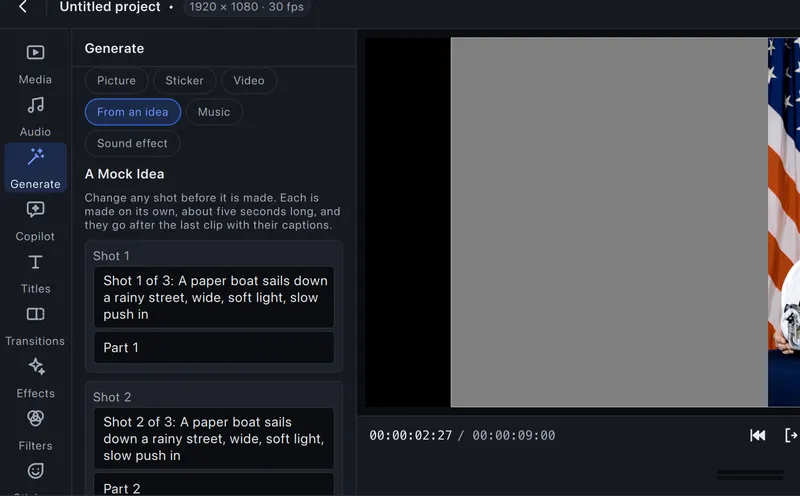 Untitled project • 1920 × 1080 · 30 fps
Media
Audio
Generate
Copilot
Titles
Transitions
Effects
Filters
Generate
Picture
Sticker
Video
From an idea
Music
Sound effect
A Mock Idea
Change any shot before it is made. Each is
made on its own, about five seconds long, and
they go after the last clip with their captions.
Shot 1
Shot 1 of 3: A paper boat sails down
a rainy street, wide, soft light, slow
push in
Part 1
Shot 2
Shot 2 of 3: A paper boat sails
down a rainy street, wide, soft light,
slow push in
Part 2
00:00:02:27 / 00:00:09:00